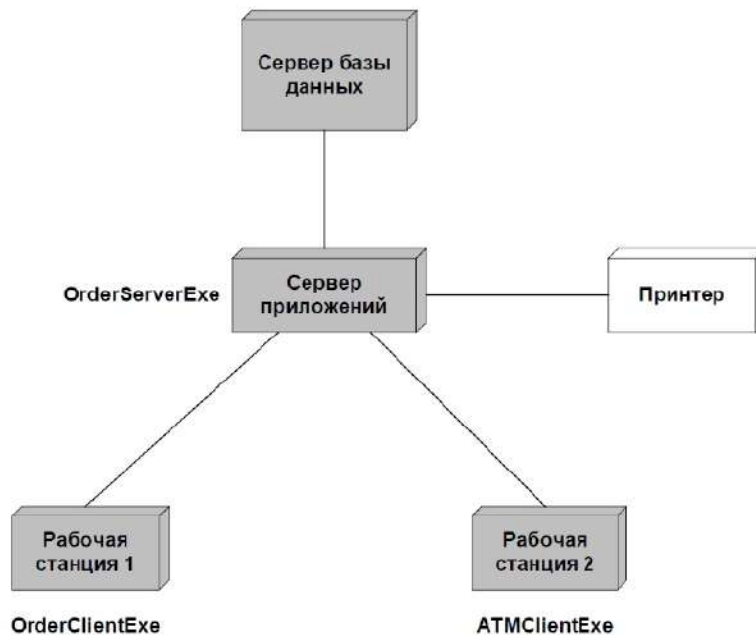 Сервер базы
данных
OrderServerExe
Сервер
приложений
Принтер
Рабочая
станция 1
Рабочая
станция 2
OrderClientExe
ATMClientExe